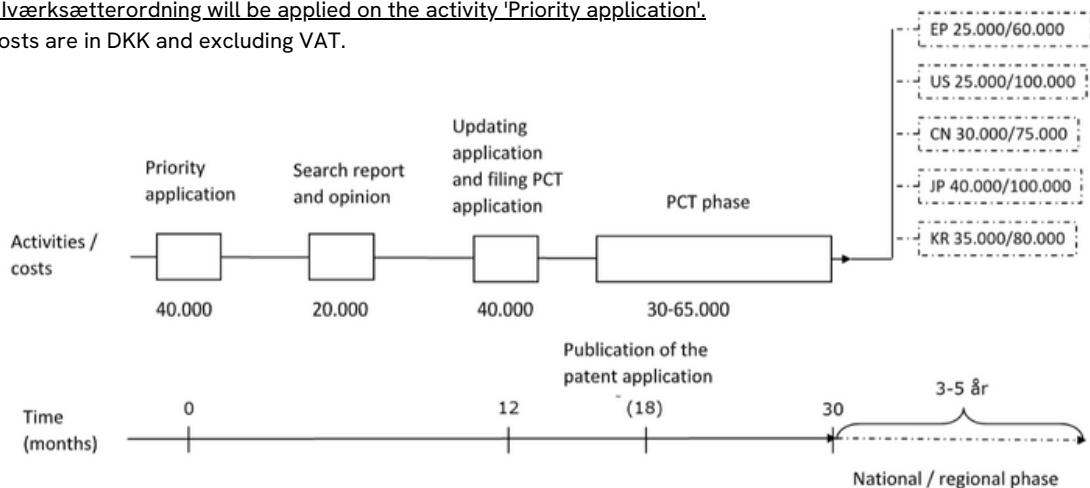 Iværksætterordning will be applied on the activity 'Priority application'.
osts are in DKK and excluding VAT.
EP 25.000/60.000
US 25.000/100.000
CN 30.000/75.000
JP 40.000/100.000
KR 35.000/80.000
Priority
application
Search report
and opinion
Updating
application
and filing PCT
application
PCT phase
Activities /
costs
40.000
20.000
40.000
30-65.000
Publication of the
patent application
Time
(months)
0
12
(18)
30
3-5 år
National / regional phase